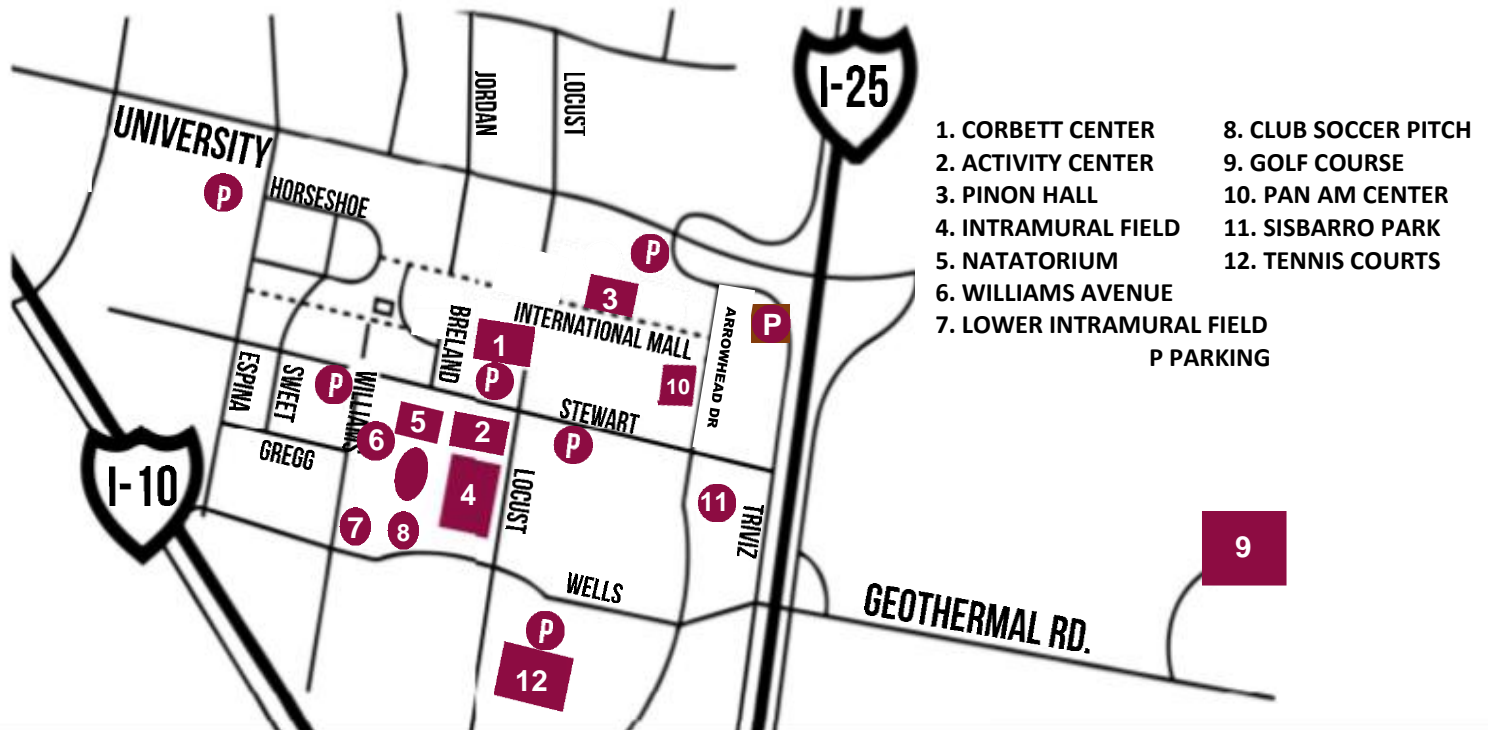 UNIVERSITY
HORSESHOE
JORDAN
LOCUST
I-25
P
P
3
INTERNATIONAL MALL
BRELAND
1
P
ARROWHEAD DR
P
10
ESPINA
SWEET
P
WILLIAMS
GREGG
6
5
2
STEWART
P
4
LOCUST
7
8
11
TRIVIZ
I-10
WELLS
P
12
GEOTHERMAL RD.
9
1. CORBETT CENTER
2. ACTIVITY CENTER
3. PINON HALL
4. INTRAMURAL FIELD
5. NATATORIUM
6. WILLIAMS AVENUE
7. LOWER INTRAMURAL FIELD
8. CLUB SOCCER PITCH
9. GOLF COURSE
10. PAN AM CENTER
11. SISBARRO PARK
12. TENNIS COURTS
P PARKING